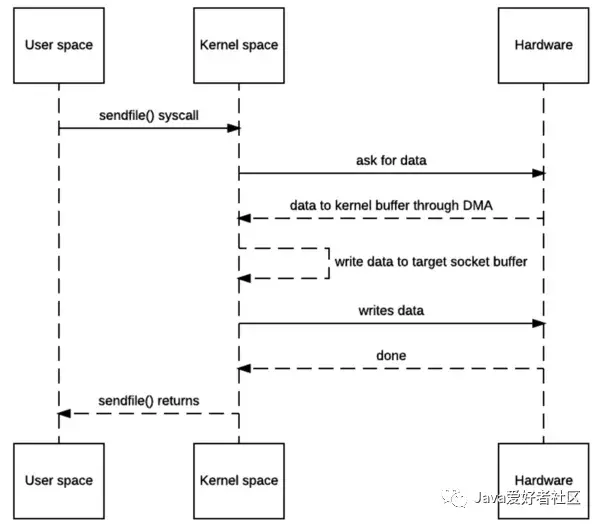 User space
Kernel space
Hardware
sendfile() syscall
ask for data
data to kernel buffer through DMA
write data to target socket buffer
writes data
done
sendfile() returns
User space
Kernel space
Hardware
Java爱好者社区